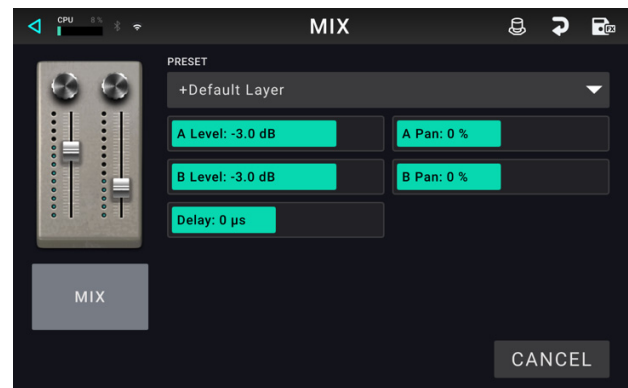 CPU 8 %
MIX
PRESET
+Default Layer
A Level: -3.0 dB
A Pan: 0 %
B Level: -3.0 dB
B Pan: 0 %
Delay: 0 µs
MIX
CANCEL